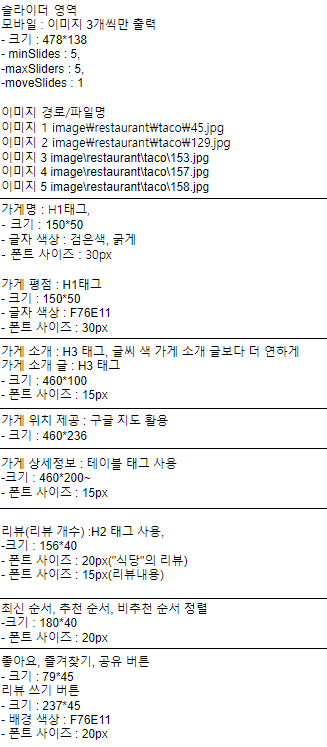 슬라이더 영역
모바일 : 이미지 3개씩만 출력
- 크기 : 478*138
- minSlides : 5,
-maxSliders : 5,
-moveSlides : 1
이미지 경로/파일명
이미지 1 image￦restaurant￦taco￦45.jpg
이미지 2 image￦restaurant￦taco￦129.jpg
이미지 3 image\restaurant\taco\153.jpg
이미지 4 image\restaurant\taco\157.jpg
이미지 5 image\restaurant\taco\158.jpg
가게명 : H1태그,
- 크기 : 150*50
- 글자 색상 : 검은색, 굵게
- 폰트 사이즈 : 30px
가게 평점 : H1태그
- 크기 : 150*50
- 글자 색상 : F76E11
- 폰트 사이즈 : 30px
가게 소개 : H3 태그, 글씨 색 가게 소개 글보다 더 연하게
가게 소개 글 : H3 태그
- 크기 : 460*100
- 폰트 사이즈 : 15px
가게 위치 제공 : 구글 지도 활용
- 크기 : 460*236
가게 상세정보 : 테이블 태그 사용
-크기 : 460*200~
- 폰트 사이즈 : 15px
리뷰(리뷰 개수) :H2 태그 사용,
-크기 : 156*40
- 폰트 사이즈 : 20px("식당"의 리뷰)
- 폰트 사이즈 : 15px(리뷰내용)
최신 순서, 추천 순서, 비추천 순서 정렬
-크기 : 180*40
- 폰트 사이즈 : 20px
좋아요, 즐겨찾기, 공유 버튼
- 크기 : 79*45
리뷰 쓰기 버튼
- 크기 : 237*45
- 배경 색상 : F76E11
- 폰트 사이즈 : 20px